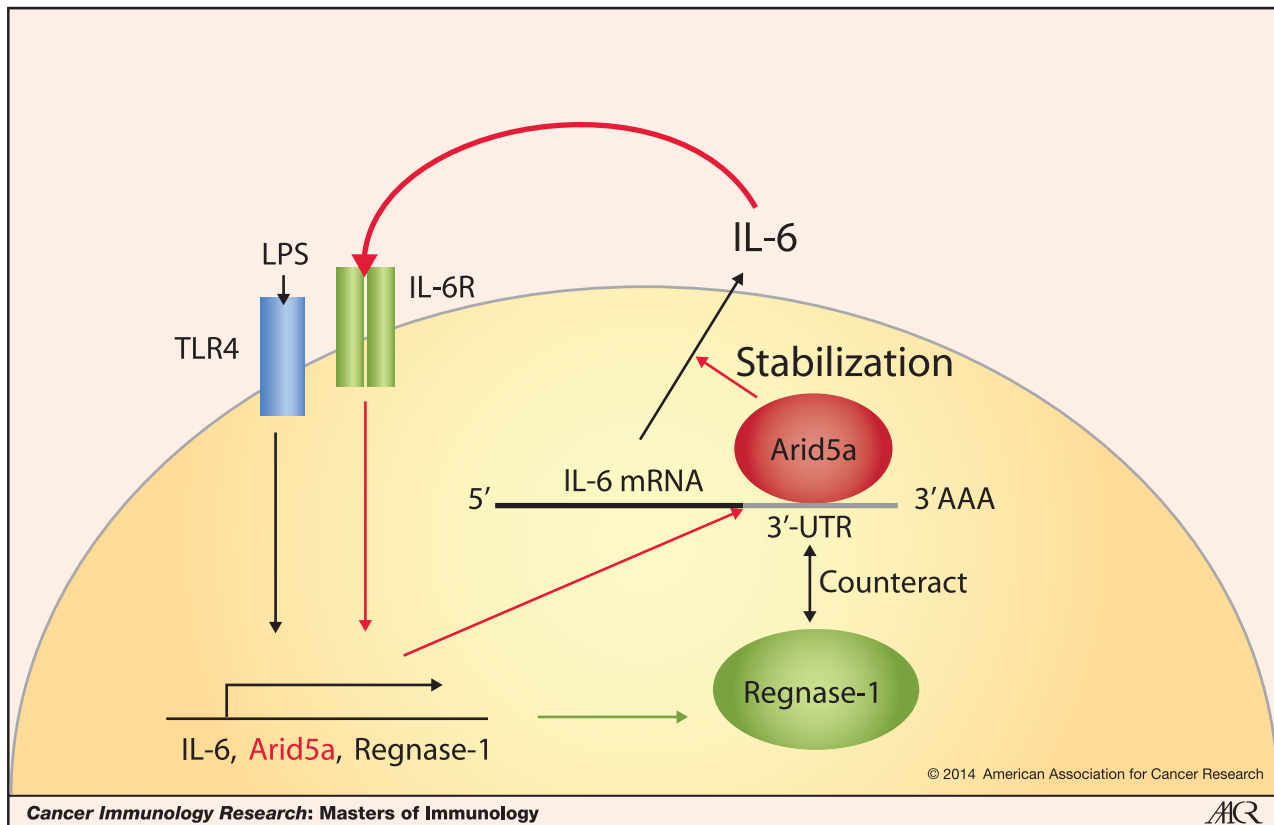 IL-6
LPS
IL-6R
TLR4
Stabilization
Arid5a
IL-6 mRNA
5′ 3′AAA
3′-UTR
Counteract
Regnase-1
IL-6, Arid5a, Regnase-1
© 2014 American Association for Cancer Research
Cancer Immunology Research: Masters of Immunology
AACR